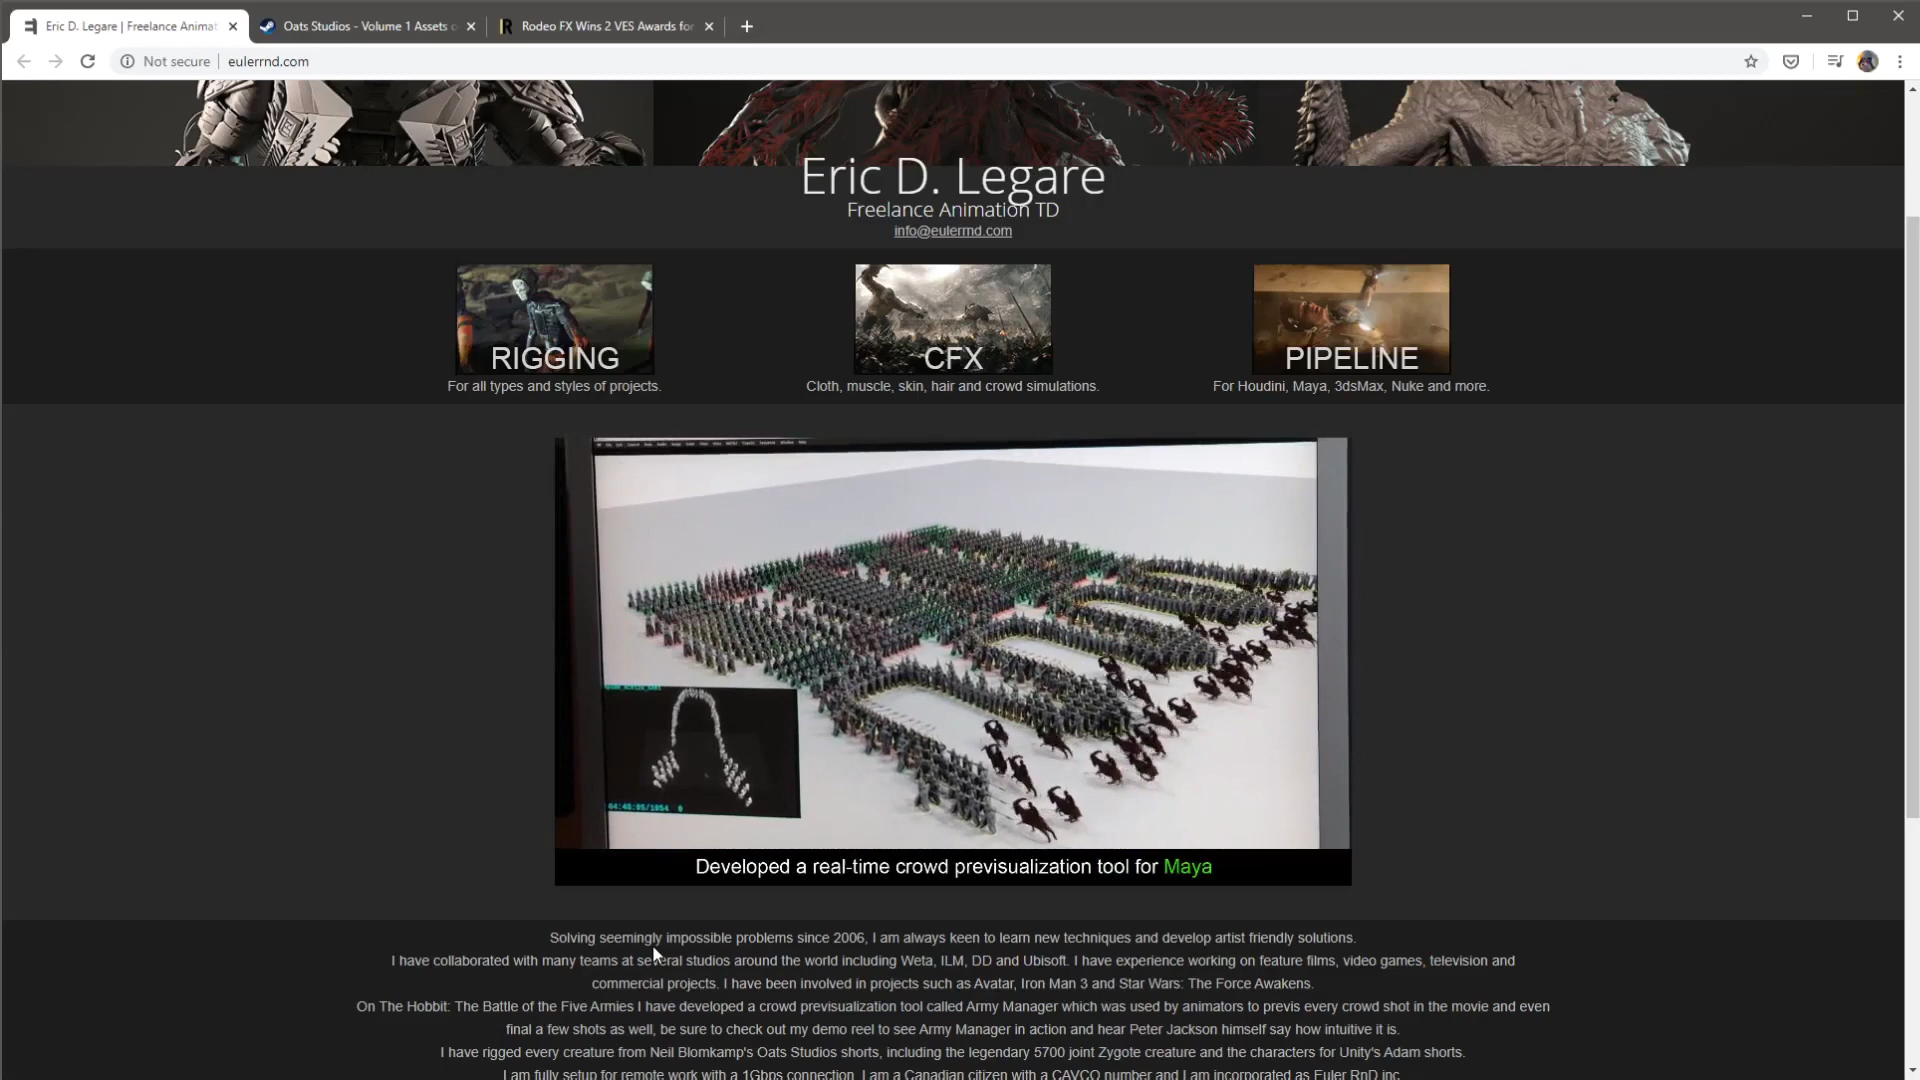 Eric D. Legare | Freelance Animat
Oats Studios - Volume 1 Assets o
Rodeo FX Wins 2 VES Awards for
Not secure
eulerrnd.com
Eric D. Legare
Freelance Animation TD
info@eulerrnd.com
RIGGING
CFX
PIPELINE
For all types and styles of projects.
Cloth, muscle, skin, hair and crowd simulations.
For Houdini, Maya, 3dsMax, Nuke and more.
Developed a real-time crowd previsualization tool for Maya
Solving seemingly impossible problems since 2006, I am always keen to learn new techniques and develop artist friendly solutions.
I have collaborated with many teams at several studios around the world including Weta, ILM, DD and Ubisoft. I have experience working on feature films, video games, television and
commercial projects. I have been involved in projects such as Avatar, Iron Man 3 and Star Wars: The Force Awakens.
On The Hobbit: The Battle of the Five Armies I have developed a crowd previsualization tool called Army Manager which was used by animators to previs every crowd shot in the movie and even
final a few shots as well, be sure to check out my demo reel to see Army Manager in action and hear Peter Jackson himself say how intuitive it is.
I have rigged every creature from Neil Blomkamp's Oats Studios shorts, including the legendary 5700 joint Zygote creature and the characters for Unity's Adam shorts.
I am fully setup for remote work with a 1Gbps connection. I am a Canadian citizen with a CAVCO number and I am incorporated as Euler RnD inc